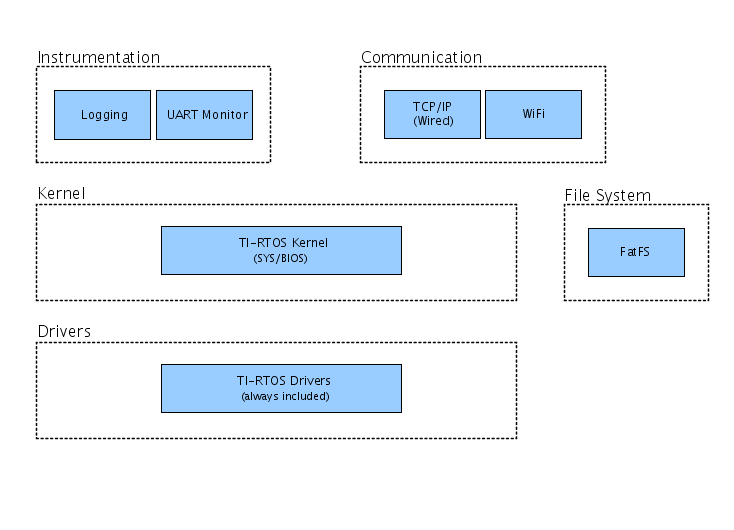 Instrumentation
Logging
UART Monitor
Communication
TCP/IP
(Wired)
WiFi
Kernel
TI-RTOS Kernel
(SYS/BIOS)
File System
FatFS
Drivers
TI-RTOS Drivers
(always included)